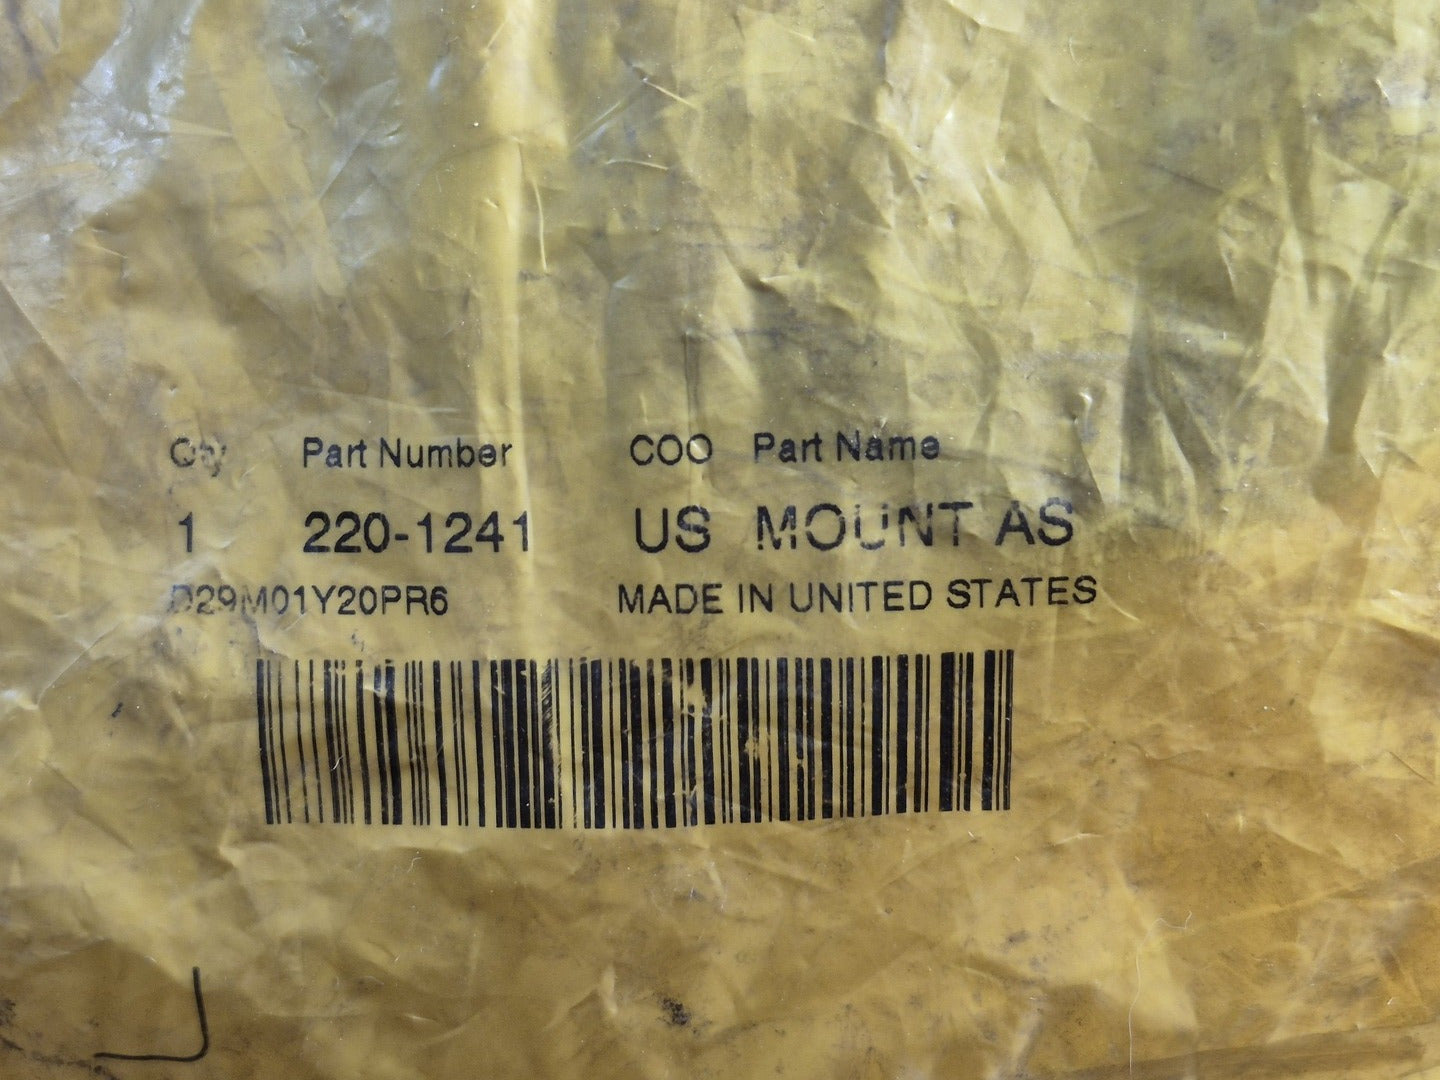 Qty Part Number COO Part Name
1 220-1241 US MOUNT AS
D29M01Y20PR6 MADE IN UNITED STATES